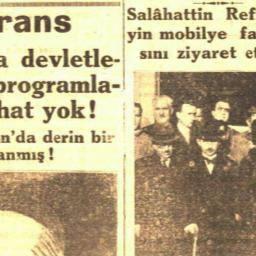 rans
a devletle-
programla-
hat yok!
n'da derin bir
anmış!
Salâhattin Ref
yin mobilye fa
sını ziyaret et